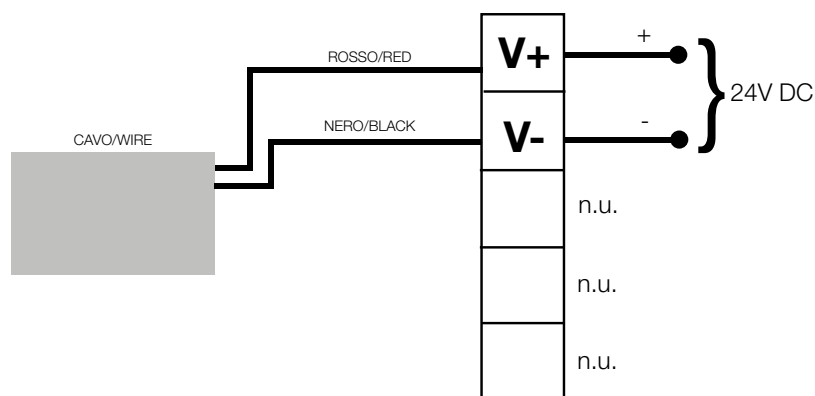 ROSSO/RED
V+
+
24V DC
CAVO/WIRE
NERO/BLACK
V-
-
n.u.
n.u.
n.u.